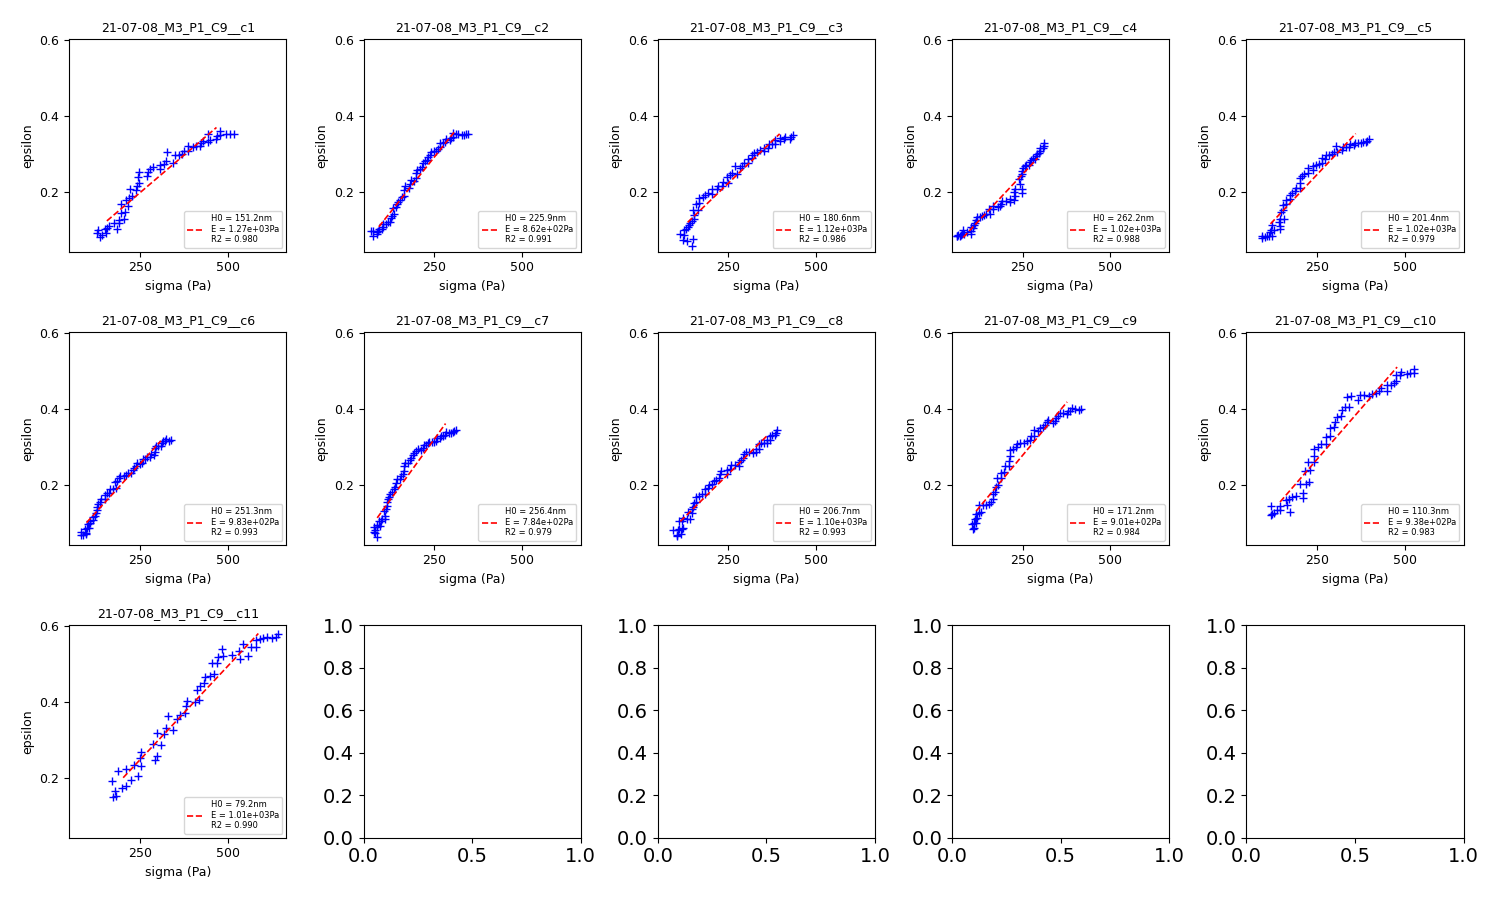 21-07-08_M3_P1_C9__c1
0.6
0.4
0.2
epsilon
H0 = 151.2nm
E = 1.27e+03Pa
R2 = 0.980
250 500
sigma (Pa)
21-07-08_M3_P1_C9__c2
0.6
0.4
0.2
epsilon
H0 = 225.9nm
E = 8.62e+02Pa
R2 = 0.991
250 500
sigma (Pa)
21-07-08_M3_P1_C9__c3
0.6
0.4
0.2
epsilon
H0 = 180.6nm
E = 1.12e+03Pa
R2 = 0.986
250 500
sigma (Pa)
21-07-08_M3_P1_C9__c4
0.6
0.4
0.2
epsilon
H0 = 262.2nm
E = 1.02e+03Pa
R2 = 0.988
250 500
sigma (Pa)
21-07-08_M3_P1_C9__c5
0.6
0.4
0.2
epsilon
H0 = 201.4nm
E = 1.02e+03Pa
R2 = 0.979
250 500
sigma (Pa)
21-07-08_M3_P1_C9__c6
0.6
0.4
0.2
epsilon
H0 = 251.3nm
E = 9.83e+02Pa
R2 = 0.993
250 500
sigma (Pa)
21-07-08_M3_P1_C9__c7
0.6
0.4
0.2
epsilon
H0 = 256.4nm
E = 7.84e+02Pa
R2 = 0.979
250 500
sigma (Pa)
21-07-08_M3_P1_C9__c8
0.6
0.4
0.2
epsilon
H0 = 206.7nm
E = 1.10e+03Pa
R2 = 0.993
250 500
sigma (Pa)
21-07-08_M3_P1_C9__c9
0.6
0.4
0.2
epsilon
H0 = 171.2nm
E = 9.01e+02Pa
R2 = 0.984
250 500
sigma (Pa)
21-07-08_M3_P1_C9__c10
0.6
0.4
0.2
epsilon
H0 = 110.3nm
E = 9.38e+02Pa
R2 = 0.983
250 500
sigma (Pa)
21-07-08_M3_P1_C9__c11
0.6
0.4
0.2
epsilon
H0 = 79.2nm
E = 1.01e+03Pa
R2 = 0.990
250 500
sigma (Pa)
1.0
0.8
0.6
0.4
0.2
0.0
0.0 0.5 1.0
1.0
0.8
0.6
0.4
0.2
0.0
0.0 0.5 1.0
1.0
0.8
0.6
0.4
0.2
0.0
0.0 0.5 1.0
1.0
0.8
0.6
0.4
0.2
0.0
0.0 0.5 1.0